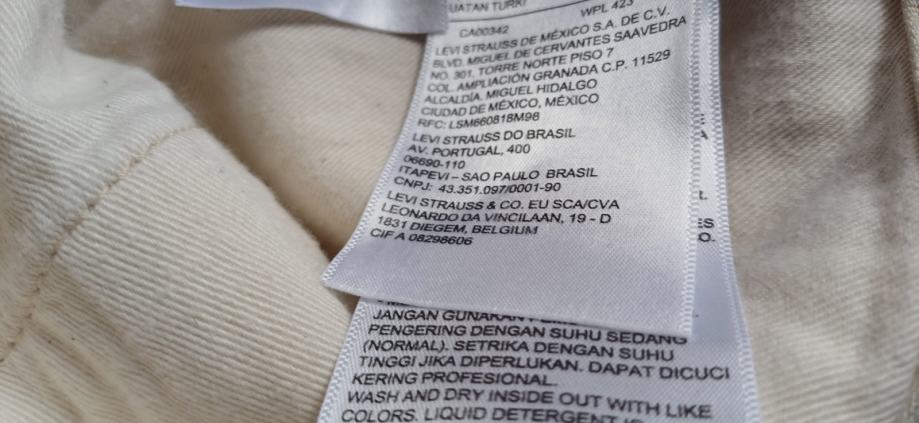 UATAN TURKI
WPL 423
CA00342
LEVI STRAUSS DE MÉXICO S.A. DE C.V.
BLVD. MIGUEL DE CERVANTES SAAVEDRA
NO. 301, TORRE NORTE PISO 7
COL. AMPLIACIÓN GRANADA C.P. 11529
ALCALDÍA. MIGUEL HIDALGO
CIUDAD DE MÉXICO, MÉXICO
RFC: LSM660818M98
LEVI STRAUSS DO BRASIL
AV. PORTUGAL, 400
06690-110
ITAPEVI – SAO PAULO BRASIL
CNPJ: 43.351.097/0001-90
LEVI STRAUSS & CO. EU SCA/CVA
LEONARDO DA VINCILAAN, 19 - D
1831 DIEGEM, BELGIUM
CIF A 08298606
JANGAN
PENGERING DENGAN SUHU SEDANG
(NORMAL). SETRIKA DENGAN SUHU
TINGGI JIKA DIPERLUKAN. DAPAT DICUCI
KERING PROFESIONAL.
WASH AND DRY INSIDE OUT WITH LIKE
COLORS. LIQUID DETERGENT